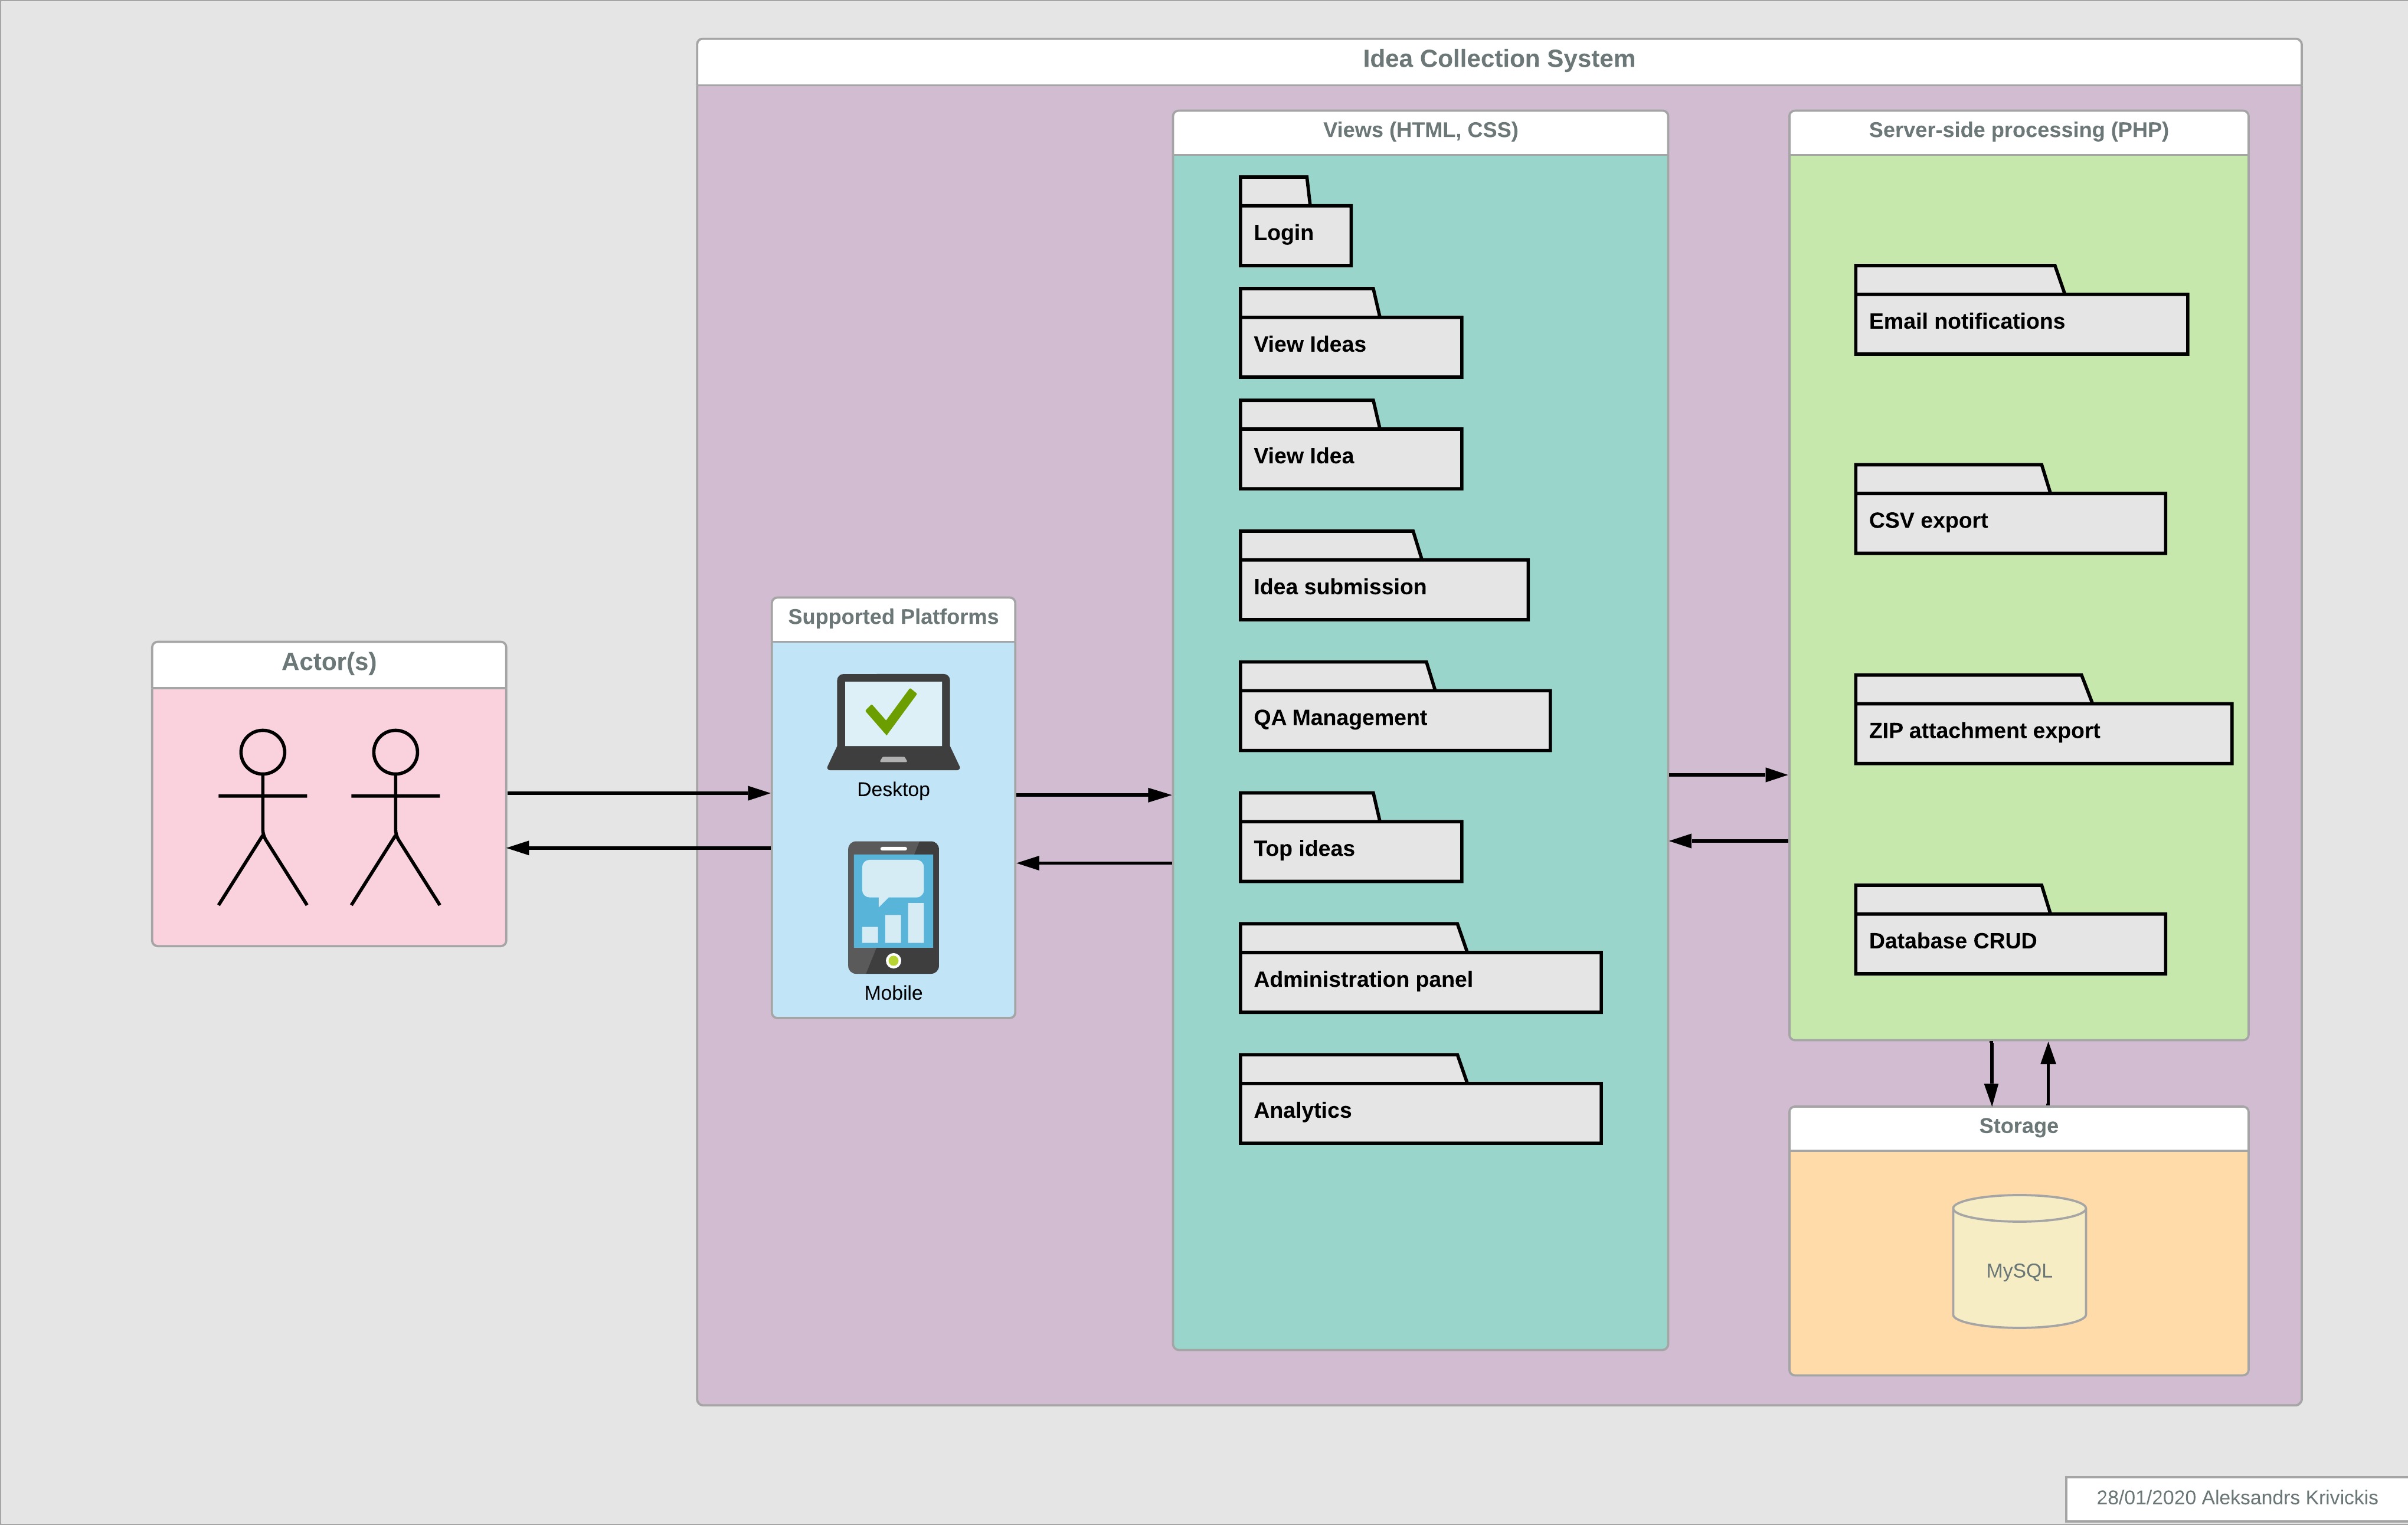 Idea Collection System
Views (HTML, CSS)
Server-side processing (PHP)
Login
View Ideas
View Idea
Idea submission
QA Management
Top ideas
Administration panel
Analytics
Email notifications
CSV export
ZIP attachment export
Database CRUD
Supported Platforms
Desktop
Mobile
Actor(s)
Storage
MySQL
28/01/2020 Aleksandrs Krivickis